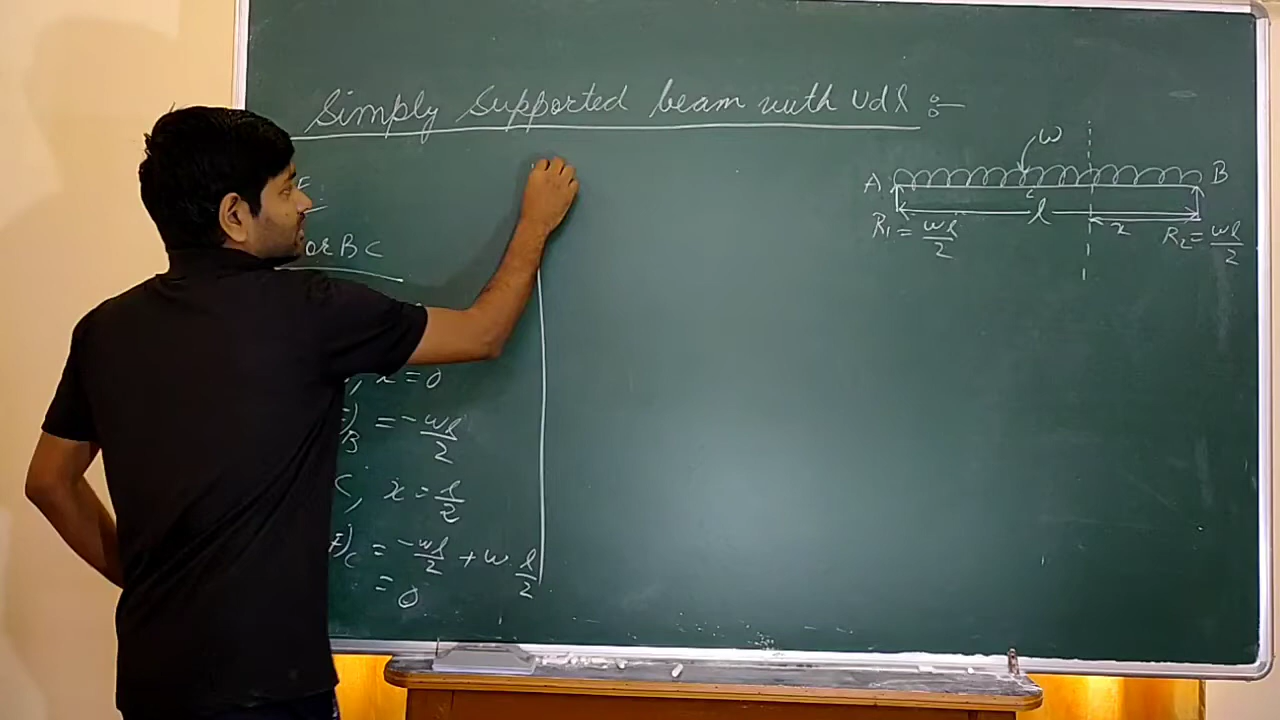 Simply Supported beam with Udl :-
F:
or BC
, x = 0
)B = -wl/2
C, x = l/2
F)C = -wl/2 + w l/2
= 0
w
A B
C
l
x
R1 = wl/2 R2 = wl/2